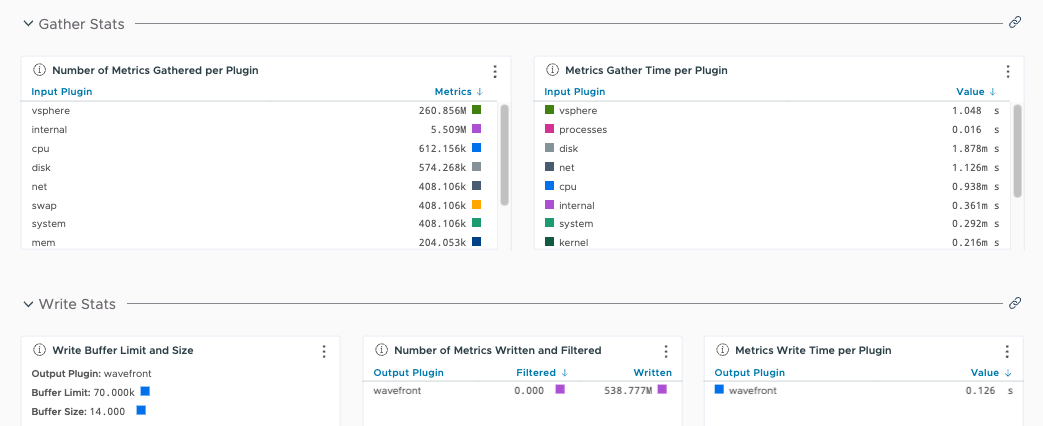 Gather Stats
Number of Metrics Gathered per Plugin
Input Plugin Metrics ↓
vsphere 260.856M
internal 5.509M
cpu 612.156k
disk 574.268k
net 408.106k
swap 408.106k
system 408.106k
mem 204.053k
Metrics Gather Time per Plugin
Input Plugin Value ↓
vsphere 1.048 s
processes 0.016 s
disk 1.878m s
net 1.126m s
cpu 0.938m s
internal 0.361m s
system 0.292m s
kernel 0.216m s
Write Stats
Write Buffer Limit and Size
Output Plugin: wavefront
Buffer Limit: 70.000k
Buffer Size: 14.000
Number of Metrics Written and Filtered
Output Plugin Filtered ↓ Written
wavefront 0.000 538.777M
Metrics Write Time per Plugin
Output Plugin Value ↓
wavefront 0.126 s